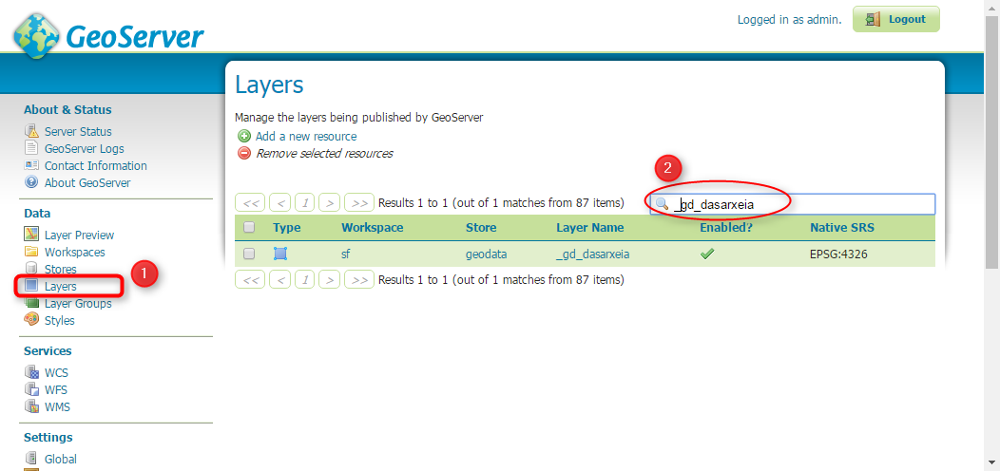 GeoServer
Logged in as admin.
Logout
About & Status
Server Status
GeoServer Logs
Contact Information
About GeoServer
Data
Layer Preview
Workspaces
Stores
Layers
1
Layer Groups
Styles
Services
WCS
WFS
WMS
Settings
Global
Layers
Manage the layers being published by GeoServer
Add a new resource
Remove selected resources
2
<< < 1 > >> Results 1 to 1 (out of 1 matches from 87 items) _gd_dasarxeia
Type Workspace Store Layer Name Enabled? Native SRS
sf geodata _gd_dasarxeia EPSG:4326
<< < 1 > >> Results 1 to 1 (out of 1 matches from 87 items)